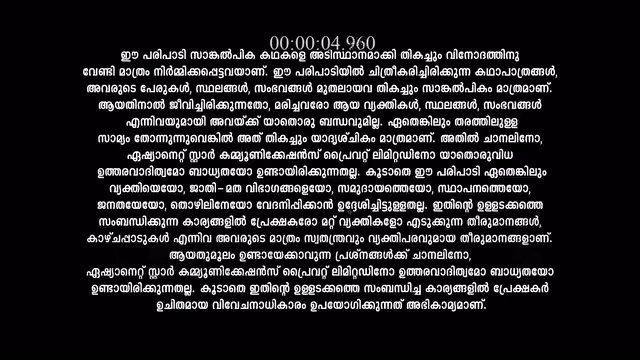 00:00:04.960
ഈ പരിപാടി സാങ്കൽപിക കഥകളെ അടിസ്ഥാനമാക്കി തികച്ചും വിനോദത്തിനു
വേണ്ടി മാത്രം നിർമ്മിക്കപ്പെട്ടവയാണ്. ഈ പരിപാടിയിൽ ചിത്രീകരിച്ചിരിക്കുന്ന കഥാപാത്രങ്ങൾ,
അവരുടെ പേരുകൾ, സ്ഥലങ്ങൾ, സംഭവങ്ങൾ മുതലായവ തികച്ചും സാങ്കൽപികം മാത്രമാണ്.
ആയതിനാൽ ജീവിച്ചിരിക്കുന്നതോ, മരിച്ചവരോ ആയ വ്യക്തികൾ, സ്ഥലങ്ങൾ, സംഭവങ്ങൾ
എന്നിവയുമായി അവയ്ക്ക് യാതൊരു ബന്ധവുമില്ല. ഏതെങ്കിലും തരത്തിലുള്ള
സാമ്യം തോന്നുന്നുവെങ്കിൽ അത് തികച്ചും യാദൃശ്ചികം മാത്രമാണ്. അതിൽ ചാനലിനോ,
ഏഷ്യാനെറ്റ് സ്റ്റാർ കമ്മ്യൂണിക്കേഷൻസ് പ്രൈവറ്റ് ലിമിറ്റഡിനോ യാതൊരുവിധ
ഉത്തരവാദിത്വമോ ബാധ്യതയോ ഉണ്ടായിരിക്കുന്നതല്ല. കൂടാതെ ഈ പരിപാടി ഏതെങ്കിലും
വ്യക്തിയെയോ, ജാതി-മത വിഭാഗങ്ങളെയോ, സമുദായത്തെയോ, സ്ഥാപനത്തെയോ,
ജനതയേയോ, തൊഴിലിനേയോ വേദനിപ്പിക്കാൻ ഉദ്ദേശിച്ചിട്ടുള്ളതല്ല. ഇതിന്റെ ഉള്ളടക്കത്തെ
സംബന്ധിക്കുന്ന കാര്യങ്ങളിൽ പ്രേക്ഷകരോ മറ്റ് വ്യക്തികളോ എടുക്കുന്ന തീരുമാനങ്ങൾ,
കാഴ്ചപ്പാടുകൾ എന്നിവ അവരുടെ മാത്രം സ്വതന്ത്രവും വ്യക്തിപരവുമായ തീരുമാനങ്ങളാണ്.
ആയതുമൂലം ഉണ്ടായേക്കാവുന്ന പ്രശ്നങ്ങൾക്ക് ചാനലിനോ,
ഏഷ്യാനെറ്റ് സ്റ്റാർ കമ്മ്യൂണിക്കേഷൻസ് പ്രൈവറ്റ് ലിമിറ്റഡിനോ ഉത്തരവാദിത്വമോ ബാധ്യതയോ
ഉണ്ടായിരിക്കുന്നതല്ല. കൂടാതെ ഇതിന്റെ ഉള്ളടക്കത്തെ സംബന്ധിച്ച കാര്യങ്ങളിൽ പ്രേക്ഷകർ
ഉചിതമായ വിവേചനാധികാരം ഉപയോഗിക്കുന്നത് അഭികാമ്യമാണ്.